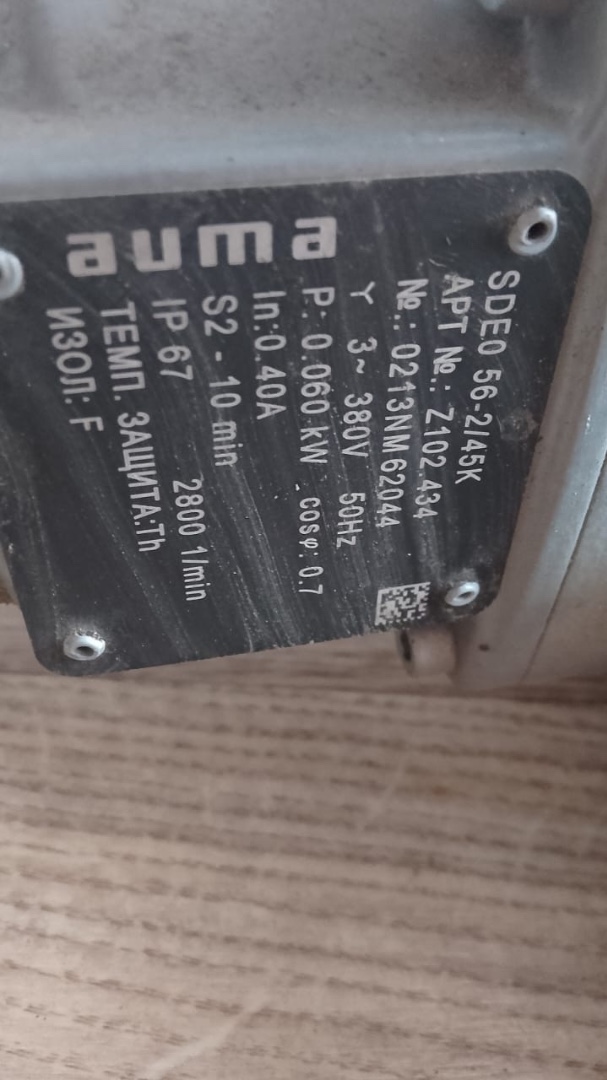 SDE0 56-2/45K
АРТ №.: Z102.434
№.: 0213NM62044
Y 3~ 380V 50Hz
P: 0.060 kW cosφ: 0.7
In:0.40A
S2 - 10 min
IP 67 2800 1/min
ТЕМП. ЗАЩИТА:Th
ИЗОЛ: F
auma